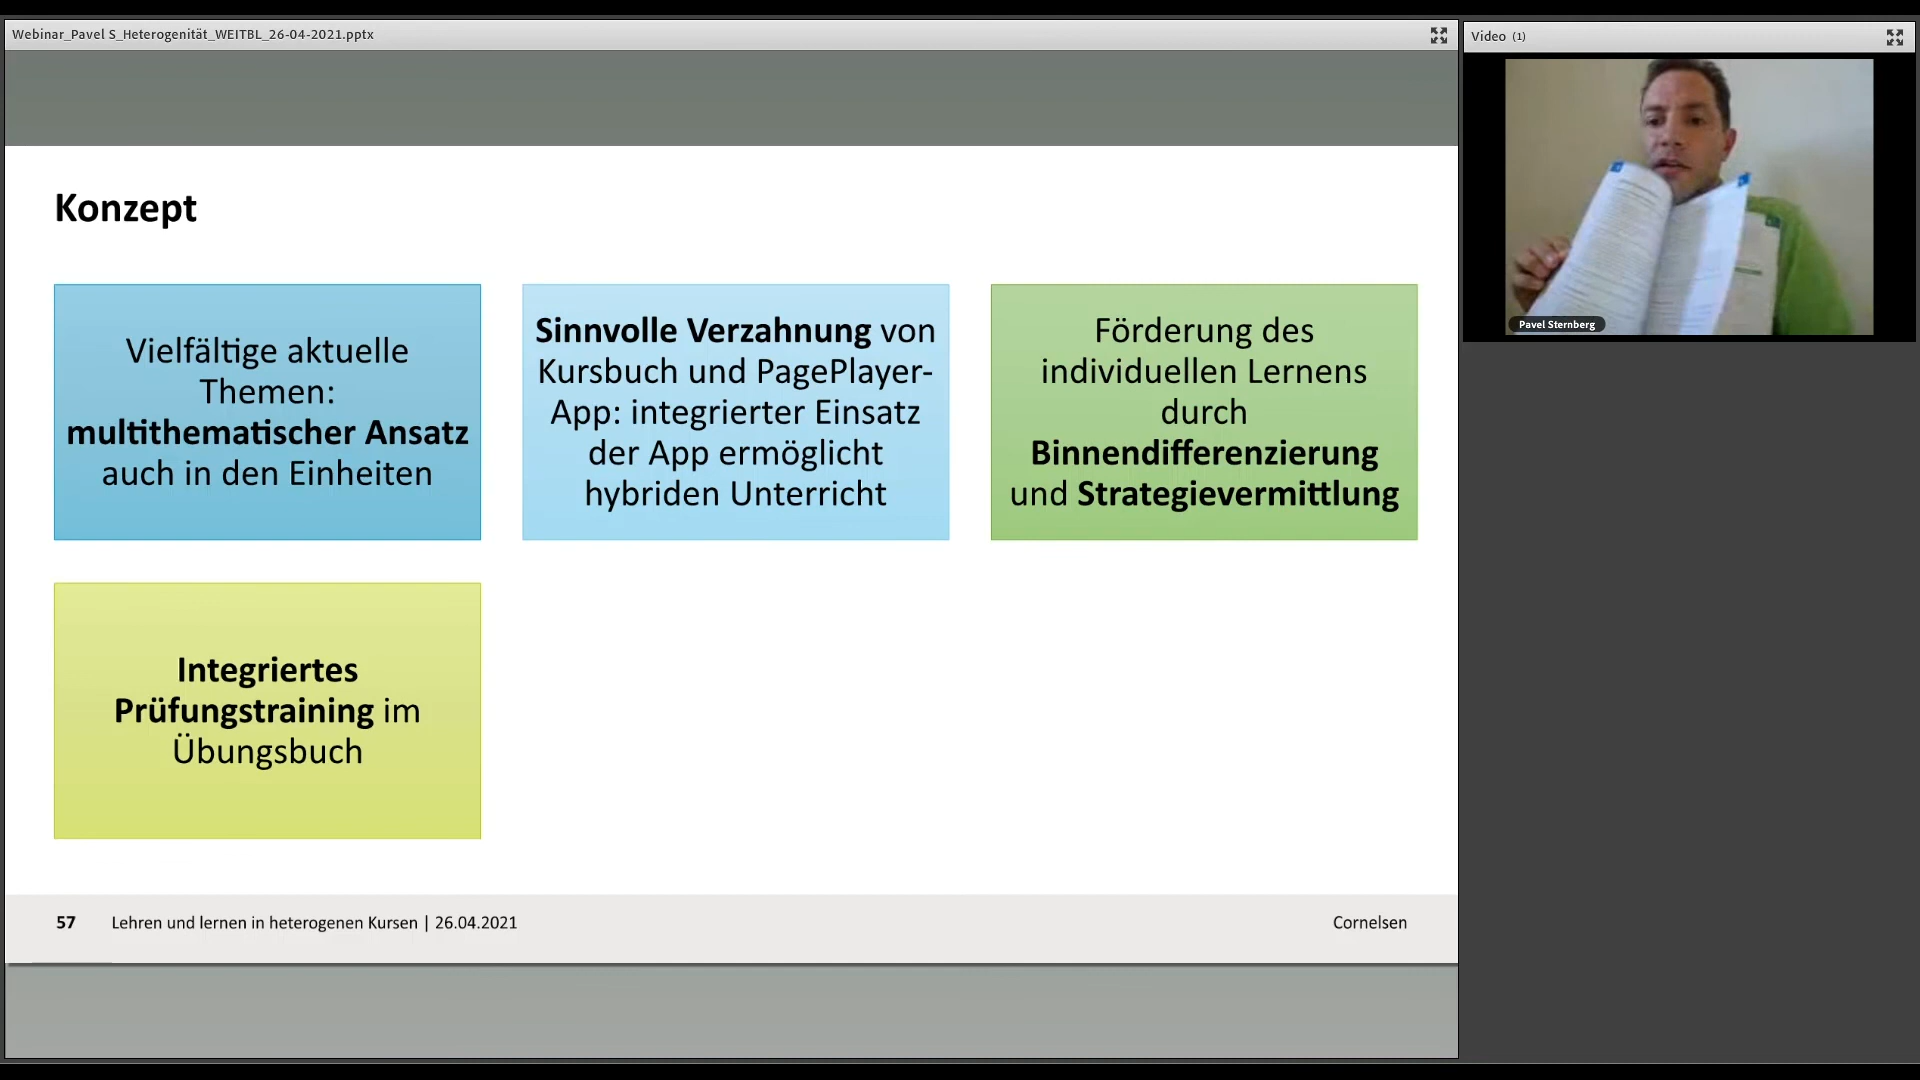 Webinar_Pavel S_Heterogenität_WEITBL_26-04-2021.pptx
Video (1)
Pavel Sternberg
Konzept
Vielfältige aktuelle
Themen:
multithematischer Ansatz
auch in den Einheiten
Sinnvolle Verzahnung von
Kursbuch und PagePlayer-
App: integrierter Einsatz
der App ermöglicht
hybriden Unterricht
Förderung des
individuellen Lernens
durch
Binnendifferenzierung
und Strategievermittlung
Integriertes
Prüfungstraining im
Übungsbuch
57 Lehren und lernen in heterogenen Kursen | 26.04.2021
Cornelsen